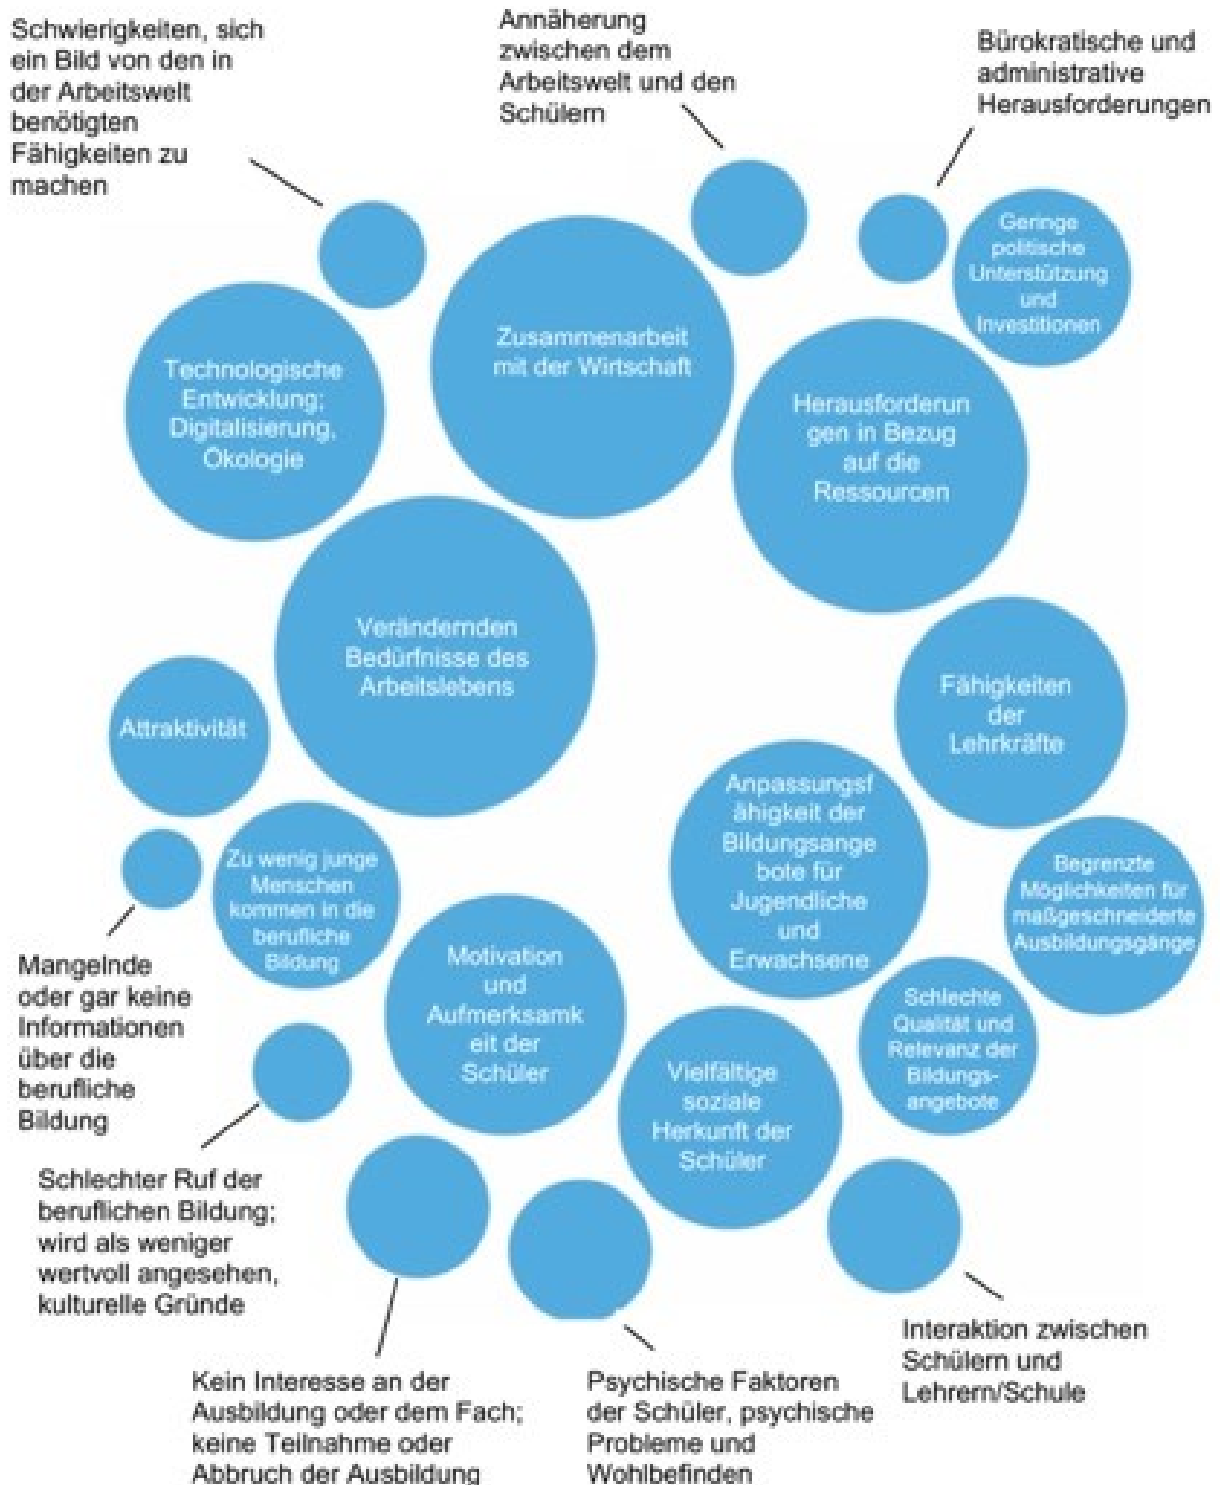 Schwierigkeiten, sich
ein Bild von den in
der Arbeitswelt
benötigten
Fähigkeiten zu
machen
Annäherung
zwischen dem
Arbeitswelt und den
Schülern
Bürokratische und
administrative
Herausforderungen
Geringe
politische
Unterstützung
und
Investitionen
Zusammenarbeit
mit der Wirtschaft
Technologische
Entwicklung;
Digitalisierung,
Ökologie
Herausforderun
gen in Bezug
auf die
Ressourcen
Verändernden
Bedürfnisse des
Arbeitslebens
Fähigkeiten
der
Lehrkräfte
Attraktivität
Anpassungsf
ähigkeit der
Bildungsange
bote für
Jugendliche
und
Erwachsene
Zu wenig junge
Menschen
kommen in die
berufliche
Bildung
Begrenzte
Möglichkeiten für
maßgeschneiderte
Ausbildungsgänge
Mangelnde
oder gar keine
Informationen
über die
berufliche
Bildung
Motivation
und
Aufmerksamk
eit der
Schüler
Schlechte
Qualität und
Relevanz der
Bildungs-
angebote
Vielfältige
soziale
Herkunft der
Schüler
Schlechter Ruf der
beruflichen Bildung;
wird als weniger
wertvoll angesehen,
kulturelle Gründe
Interaktion zwischen
Schülern und
Lehrern/Schule
Kein Interesse an der
Ausbildung oder dem Fach;
keine Teilnahme oder
Abbruch der Ausbildung
Psychische Faktoren
der Schüler, psychische
Probleme und
Wohlbefinden